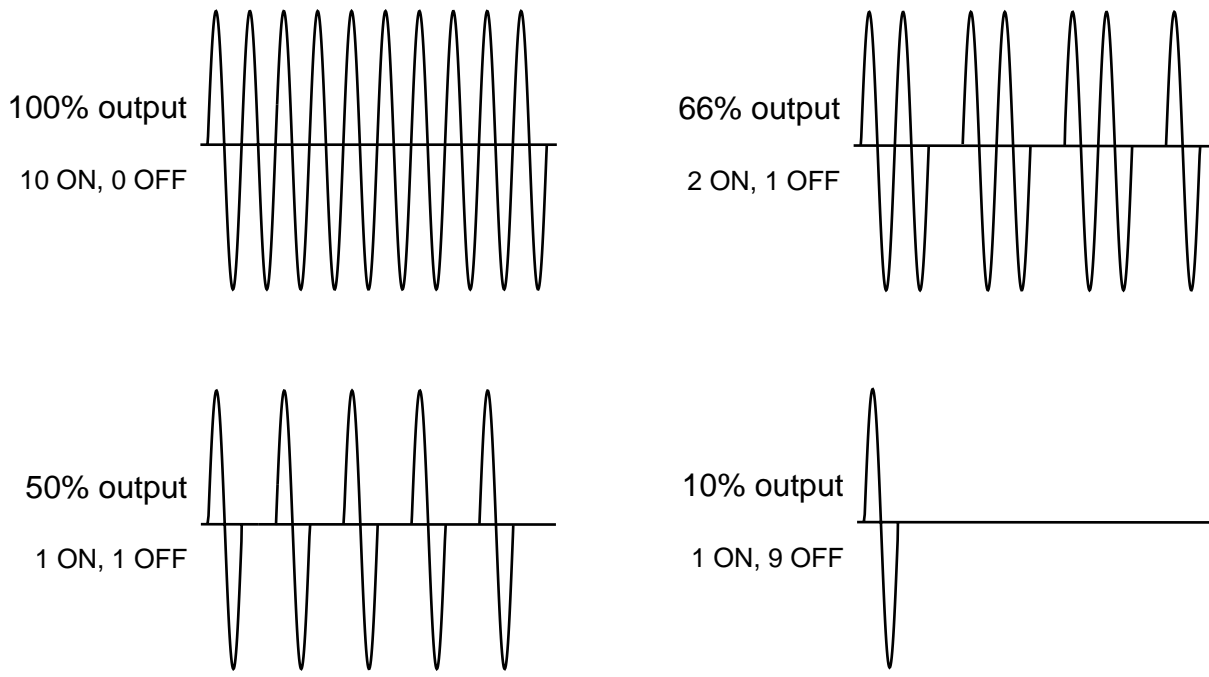 100% output
10 ON, 0 OFF
66% output
2 ON, 1 OFF
50% output
1 ON, 1 OFF
10% output
1 ON, 9 OFF